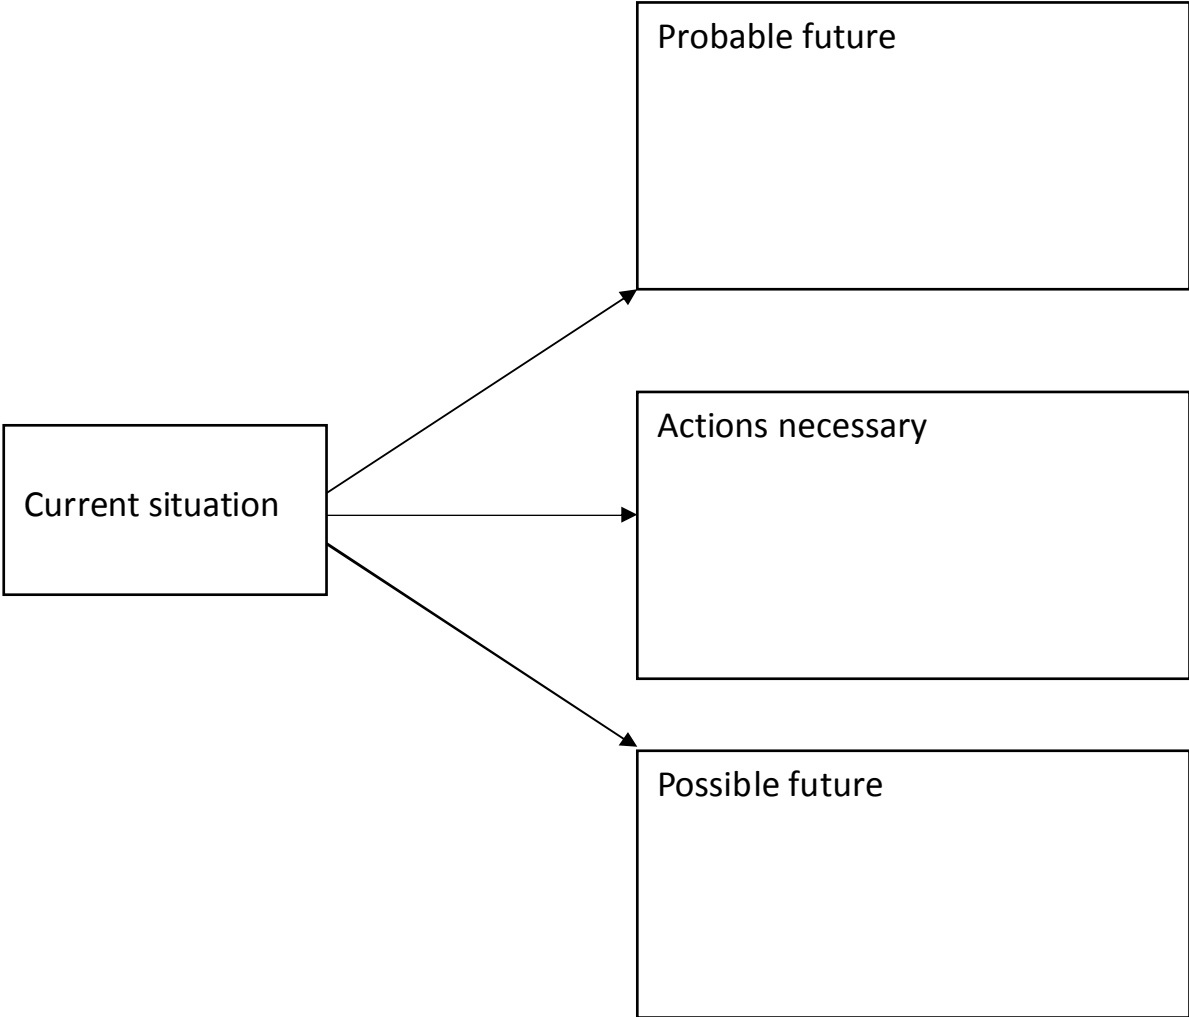 Probable future
Actions necessary
Current situation
Possible future